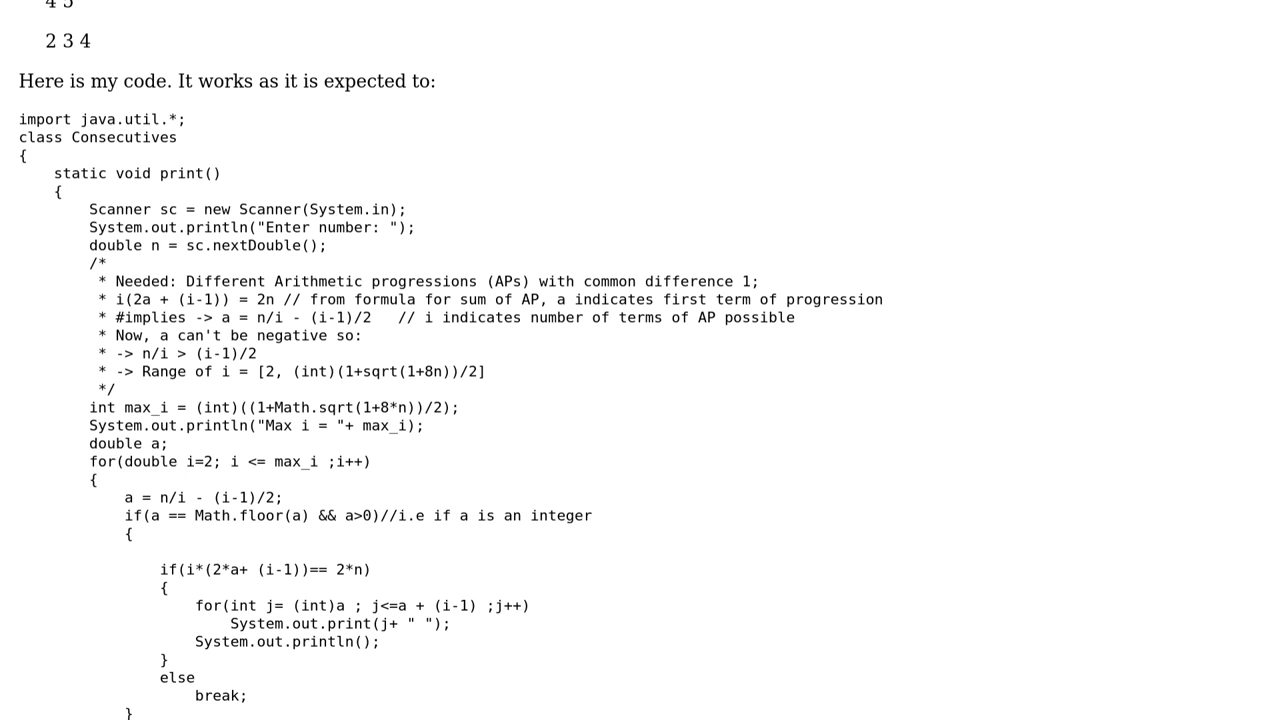 4 5
2 3 4
Here is my code. It works as it is expected to:
import java.util.*;
class Consecutives
{
    static void print()
    {
        Scanner sc = new Scanner(System.in);
        System.out.println("Enter number: ");
        double n = sc.nextDouble();
        /*
         * Needed: Different Arithmetic progressions (APs) with common difference 1;
         * i(2a + (i-1)) = 2n // from formula for sum of AP, a indicates first term of progression
         * #implies -> a = n/i - (i-1)/2   // i indicates number of terms of AP possible
         * Now, a can't be negative so:
         * -> n/i > (i-1)/2
         * -> Range of i = [2, (int)(1+sqrt(1+8n))/2]
         */
        int max_i = (int)((1+Math.sqrt(1+8*n))/2);
        System.out.println("Max i = "+ max_i);
        double a;
        for(double i=2; i <= max_i ;i++)
        {
            a = n/i - (i-1)/2;
            if(a == Math.floor(a) && a>0)//i.e if a is an integer
            {
                if(i*(2*a+ (i-1))== 2*n)
                {
                    for(int j= (int)a ; j<=a + (i-1) ;j++)
                        System.out.print(j+ " ");
                    System.out.println();
                }
                else
                    break;
            }